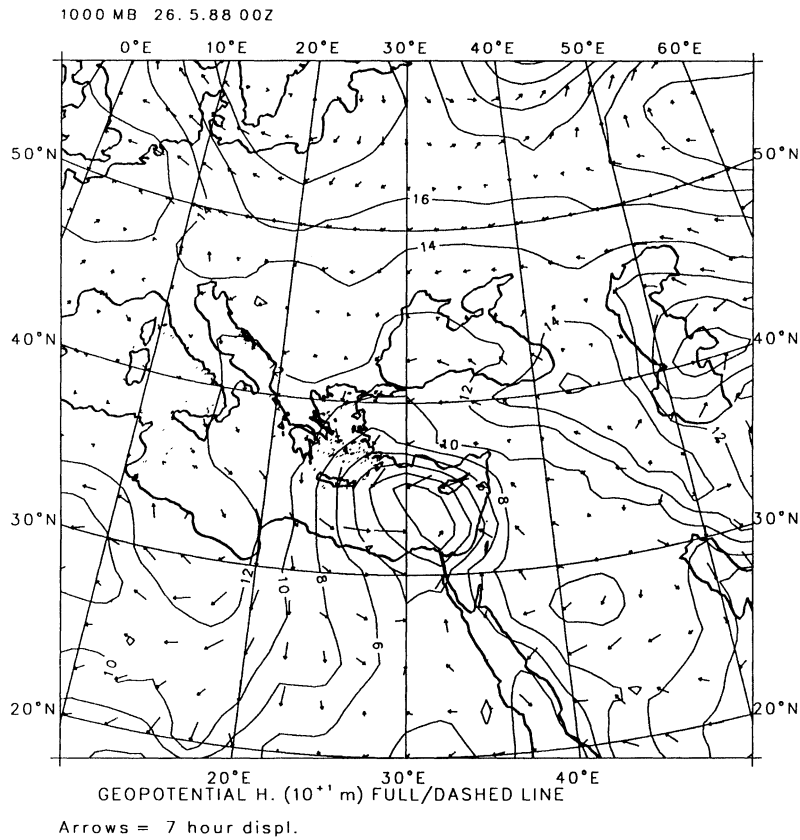 1000 MB 26.5.88 00Z
0°E 10°E 20°E 30°E 40°E 50°E 60°E
50°N 50°N
16
14
14
14
40°N 40°N
12
12
10
8
6
30°N 30°N
12 10 8
6
10
20°N 20°N
20°E 30°E 40°E
GEOPOTENTIAL H. (10⁺¹ m) FULL/DASHED LINE
Arrows = 7 hour displ.